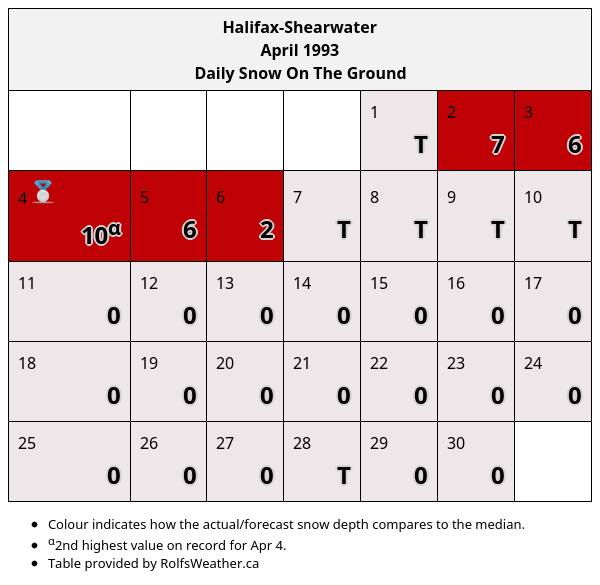 Halifax-Shearwater
April 1993
Daily Snow On The Ground
1 2 3
T 7 6
4 5 6 7 8 9 10
10α 6 2 T T T T
11 12 13 14 15 16 17
0 0 0 0 0 0 0
18 19 20 21 22 23 24
0 0 0 0 0 0 0
25 26 27 28 29 30
0 0 0 T 0 0
Colour indicates how the actual/forecast snow depth compares to the median.
α2nd highest value on record for Apr 4.
Table provided by RolfsWeather.ca